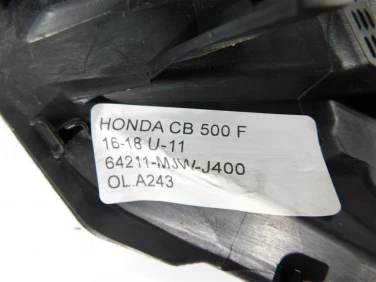 HONDA CB 500 F
16-18 U-11
64211-MJW-J400
OL.A243